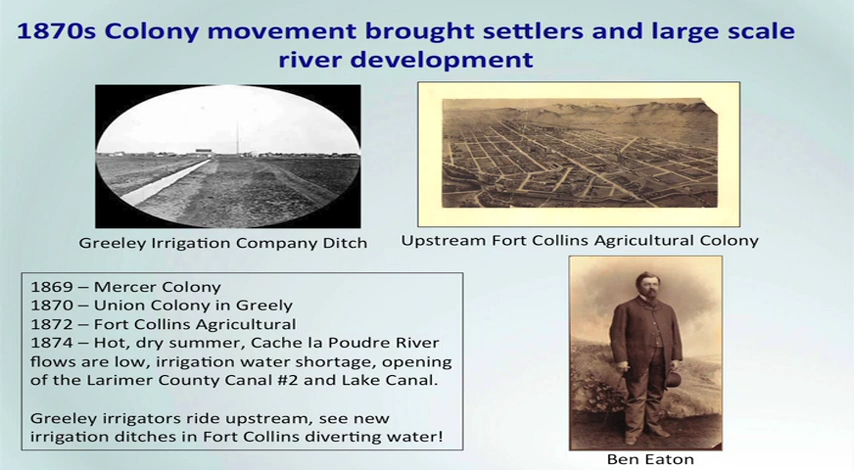 1870s Colony movement brought settlers and large scale
river development
Greeley Irrigation Company Ditch
Upstream Fort Collins Agricultural Colony
1869 – Mercer Colony
1870 – Union Colony in Greely
1872 – Fort Collins Agricultural
1874 – Hot, dry summer, Cache la Poudre River
flows are low, irrigation water shortage, opening
of the Larimer County Canal #2 and Lake Canal.
Greeley irrigators ride upstream, see new
irrigation ditches in Fort Collins diverting water!
Ben Eaton